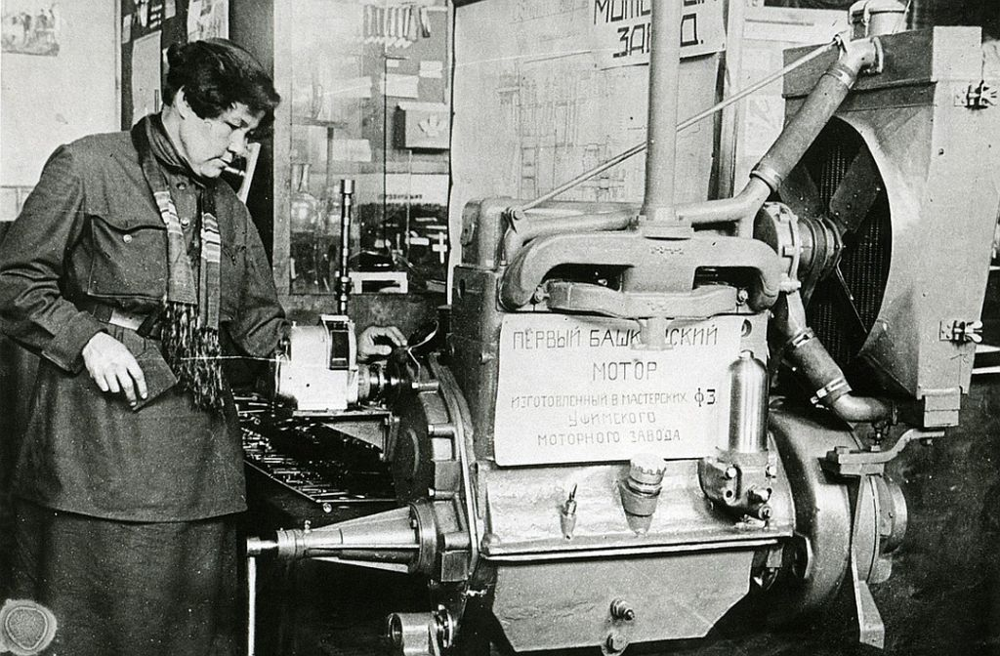 ЗАВОД.
ПЕРВЫЙ БАШКИРСКИЙ
МОТОР
ИЗГОТОВЛЕННЫЙ В МАСТЕРСКИХ ФЗ.
УФИМСКОГО
МОТОРНОГО ЗАВОДА.